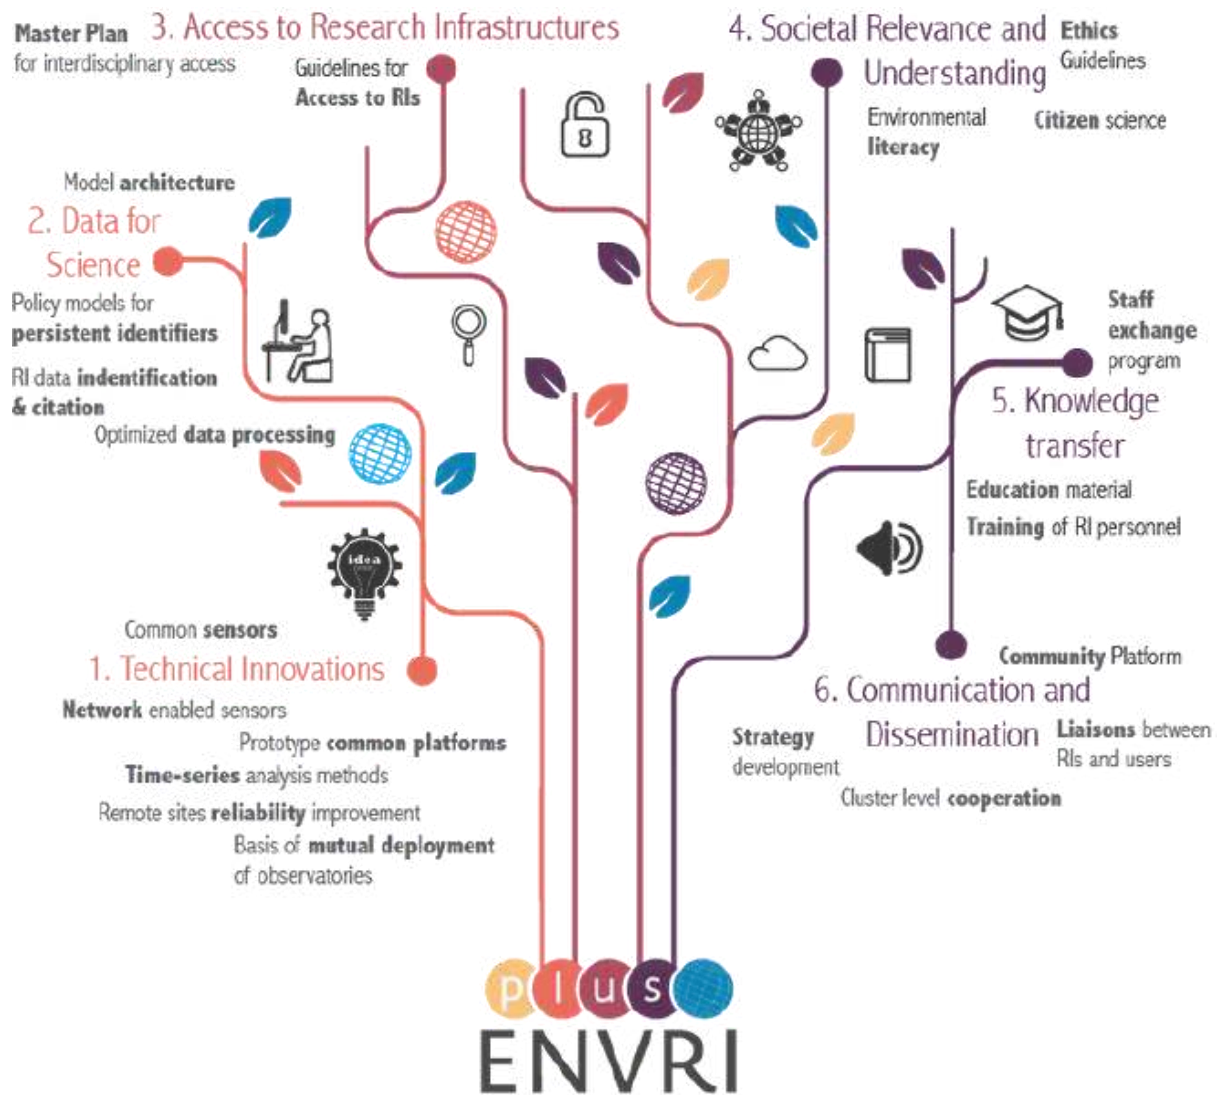 Master Plan
for interdisciplinary access
3. Access to Research Infrastructures
Guidelines for
Access to RIs
4. Societal Relevance and
Understanding
Ethics
Guidelines
Environmental
literacy
Citizen science
Model architecture
2. Data for
Science
Policy models for
persistent identifiers
RI data indentification
& citation
Optimized data processing
Staff
exchange
program
5. Knowledge
transfer
Education material
Training of RI personnel
idea
Common sensors
1. Technical Innovations
Network enabled sensors
Prototype common platforms
Time-series analysis methods
Remote sites reliability improvement
Basis of mutual deployment
of observatories
Community Platform
6. Communication and
Dissemination
Strategy
development
Liaisons between
RIs and users
Cluster level cooperation
plus
ENVRI